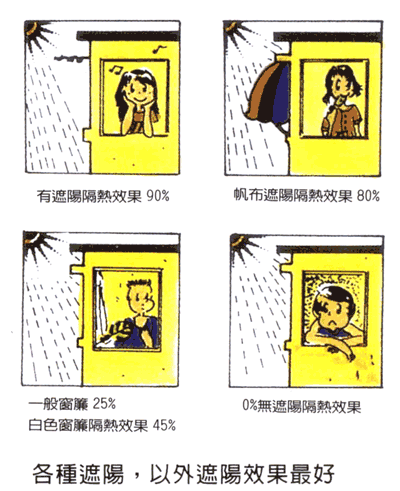 有遮陽隔熱效果 90%
帆布遮陽隔熱效果 80%
一般窗簾 25%
白色窗簾隔熱效果 45%
0%無遮陽隔熱效果
各種遮陽，以外遮陽效果最好